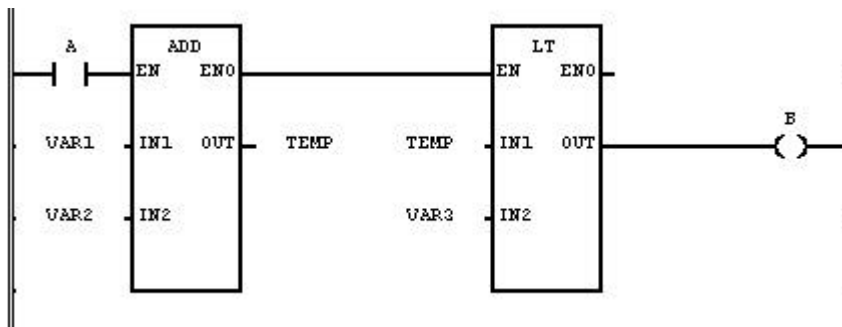 A ADD LT
EN ENO EN ENO
B
VAR1 IN1 OUT TEMP TEMP IN1 OUT
VAR2 IN2 VAR3 IN2